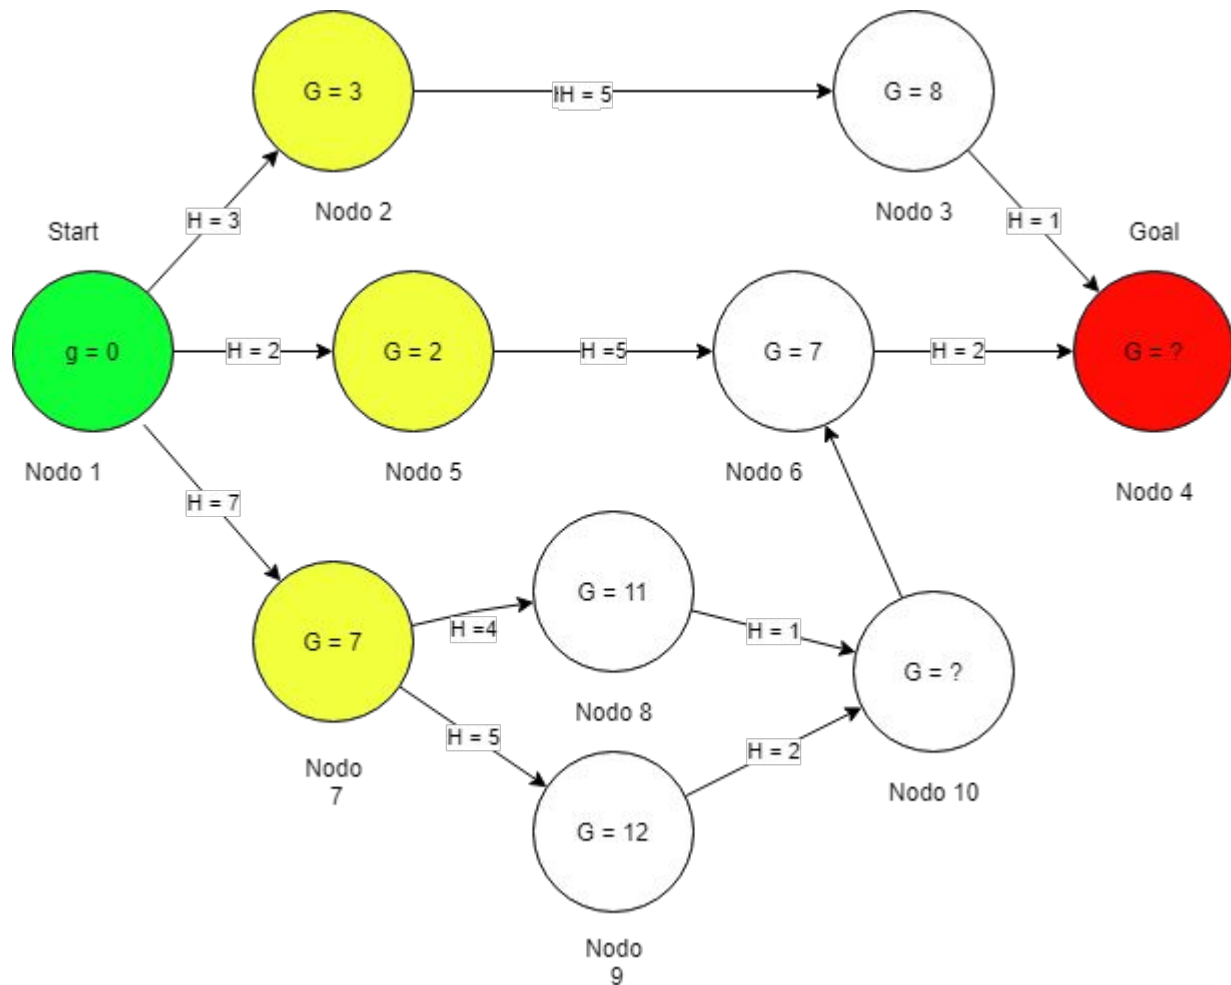 G = 3
H = 5
G = 8
Nodo 2
Nodo 3
H = 3
H = 1
Start
Goal
g = 0
H = 2
G = 2
H =5
G = 7
H = 2
G = ?
Nodo 1
Nodo 5
Nodo 6
Nodo 4
H = 7
G = 11
G = 7
H =4
H = 1
G = ?
Nodo 8
H = 5
H = 2
Nodo
7
Nodo 10
G = 12
Nodo
9